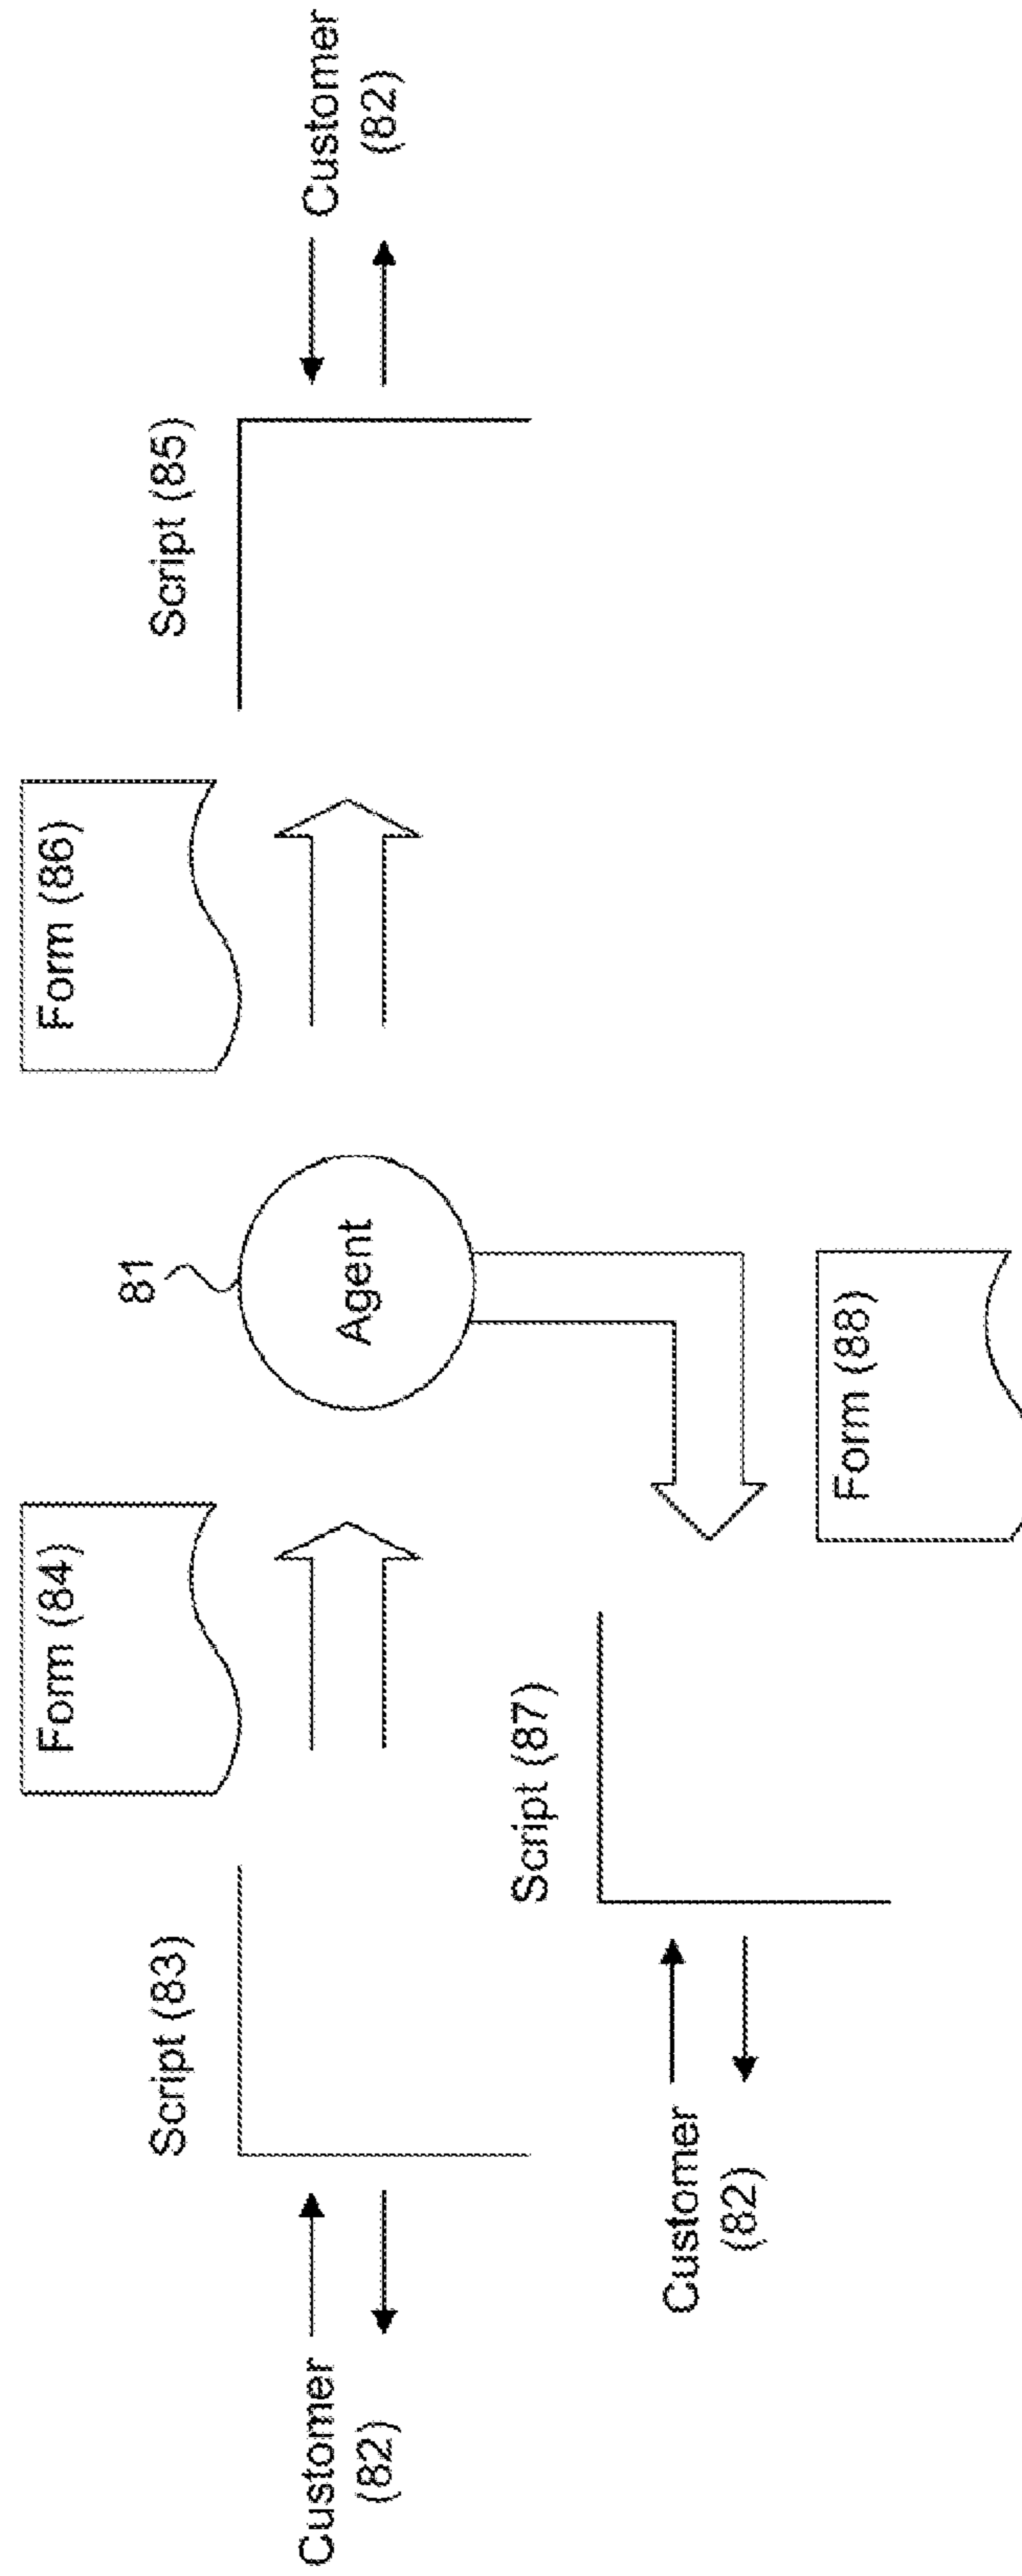 Form (84)
Form (86)
Script (83)
81
Script (85)
Customer
(82)
Agent
Customer
(82)
Script (87)
Customer
(82)
Form (88)